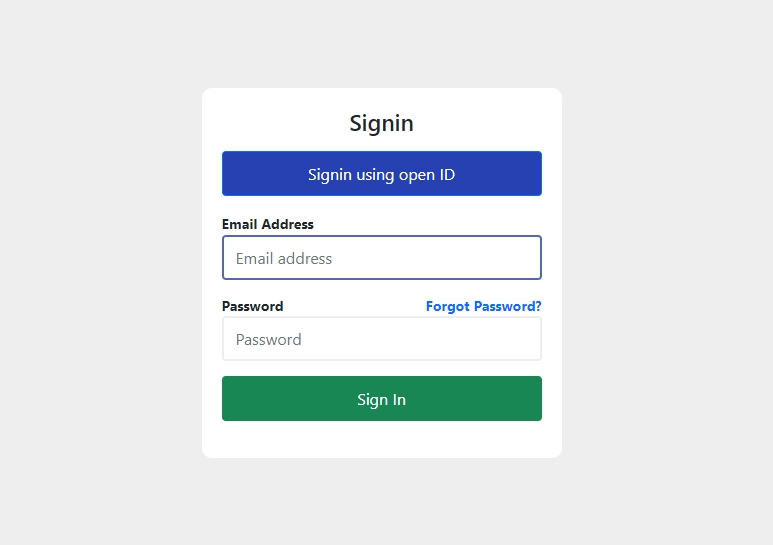 Signin
Signin using open ID
Email Address
Email address
Password Forgot Password?
Password
Sign In